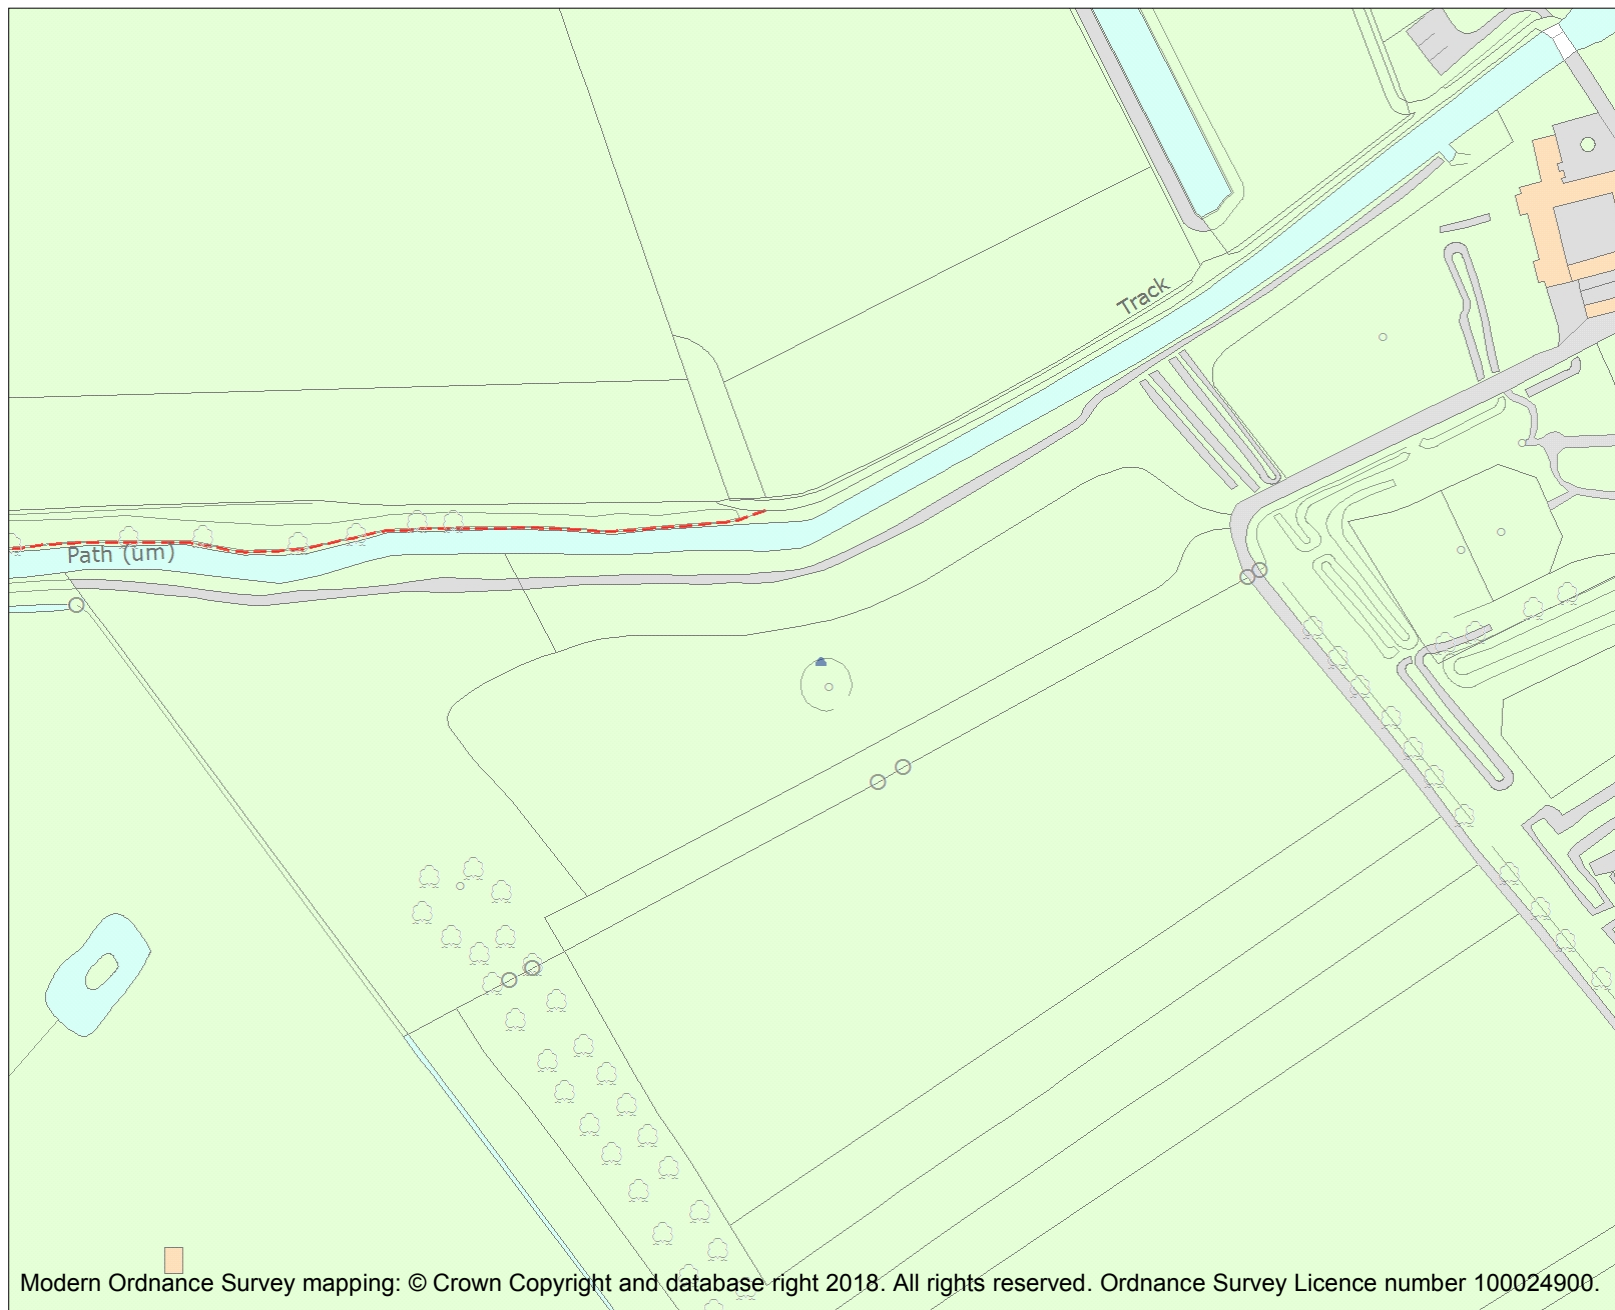 Track
Path (um)
Modern Ordnance Survey mapping: © Crown Copyright and database right 2018. All rights reserved. Ordnance Survey Licence number 100024900.